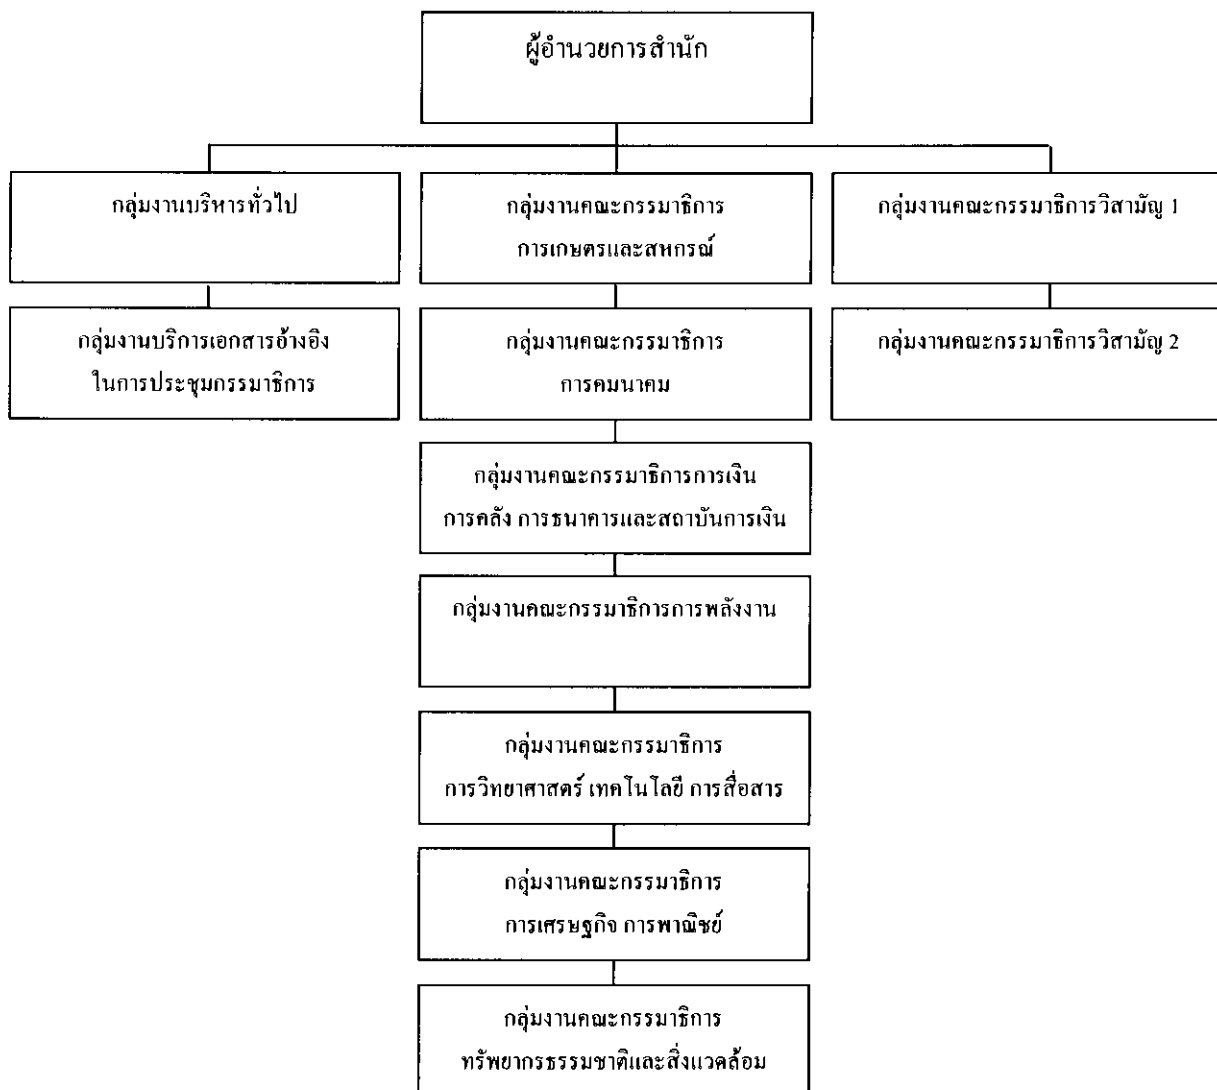 ผู้อำนวยการสำนัก
กลุ่มงานบริหารทั่วไป
กลุ่มงานคณะกรรมาธิการ
การเกษตรและสหกรณ์
กลุ่มงานคณะกรรมาธิการวิสามัญ 1
กลุ่มงานบริการเอกสารอ้างอิง
ในการประชุมกรรมาธิการ
กลุ่มงานคณะกรรมาธิการ
การคมนาคม
กลุ่มงานคณะกรรมาธิการวิสามัญ 2
กลุ่มงานคณะกรรมาธิการการเงิน
การคลัง การธนาคารและสถาบันการเงิน
กลุ่มงานคณะกรรมาธิการการพลังงาน
กลุ่มงานคณะกรรมาธิการ
การวิทยาศาสตร์ เทคโนโลยี การสื่อสาร
กลุ่มงานคณะกรรมาธิการ
การเศรษฐกิจ การพาณิชย์
กลุ่มงานคณะกรรมาธิการ
ทรัพยากรธรรมชาติและสิ่งแวดล้อม